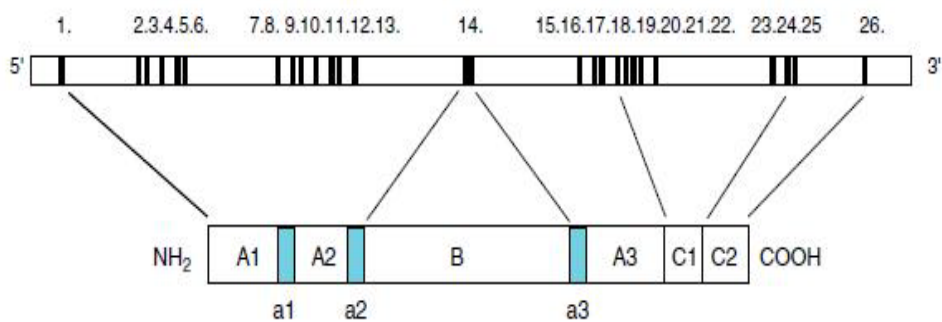 1. 2.3.4.5.6. 7.8. 9.10.11.12.13. 14. 15.16.17.18.19.20.21.22. 23.24.25 26.
5' 3'
NH2 A1 A2 B A3 C1 C2 COOH
a1 a2 a3